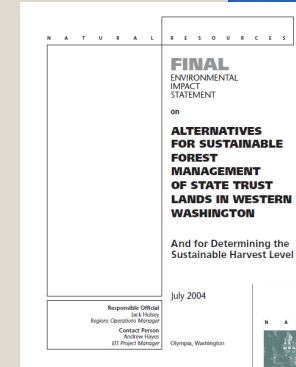 N A T U R A L R E S O U R C E S
FINAL
ENVIRONMENTAL
IMPACT
STATEMENT
on
ALTERNATIVES
FOR SUSTAINABLE
FOREST
MANAGEMENT
OF STATE TRUST
LANDS IN WESTERN
WASHINGTON
And for Determining the
Sustainable Harvest Level
July 2004
Responsible Official
Jack Hulsey
Regions Operations Manager
Contact Person
Andrew Hayes
EIS Project Manager
Olympia, Washington
N A